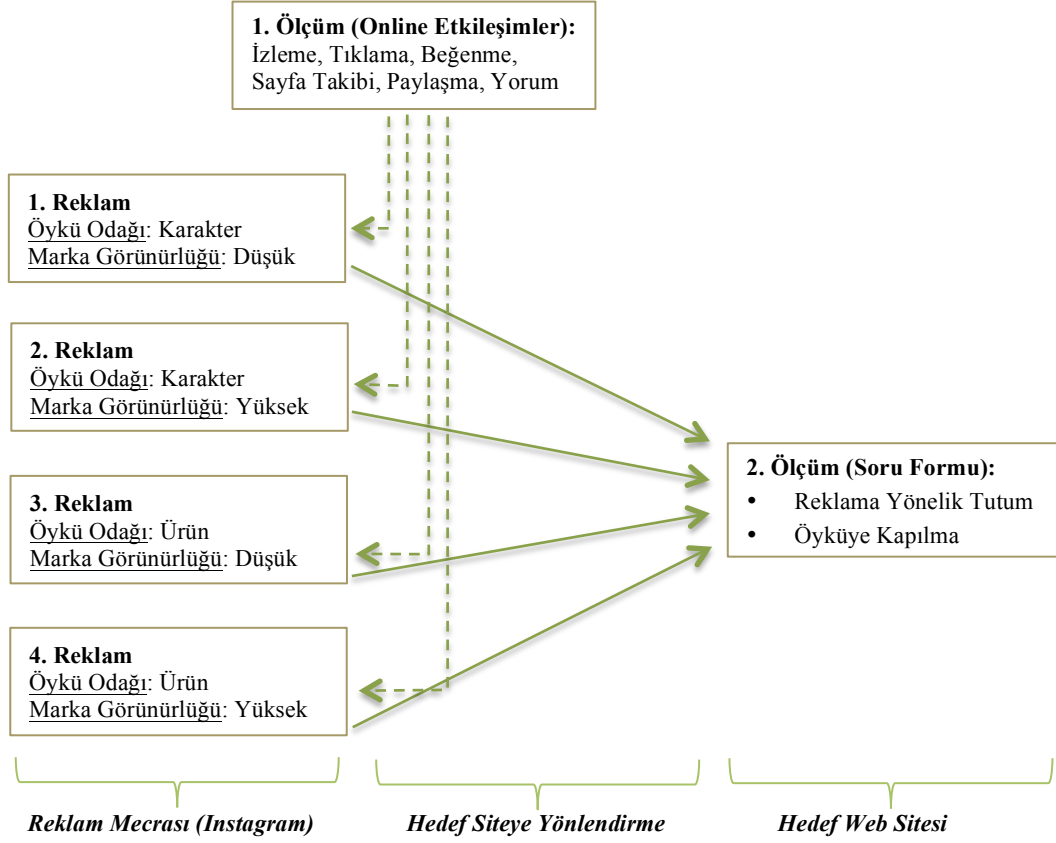 1. Ölçüm (Online Etkileşimler):
İzleme, Tıklama, Beğenme,
Sayfa Takibi, Paylaşma, Yorum
1. Reklam
Öykü Odağı: Karakter
Marka Görünürlüğü: Düşük
2. Reklam
Öykü Odağı: Karakter
Marka Görünürlüğü: Yüksek
3. Reklam
Öykü Odağı: Ürün
Marka Görünürlüğü: Düşük
4. Reklam
Öykü Odağı: Ürün
Marka Görünürlüğü: Yüksek
2. Ölçüm (Soru Formu):
• Reklama Yönelik Tutum
• Öyküye Kapılma
Reklam Mecrası (Instagram)
Hedef Siteye Yönlendirme
Hedef Web Sitesi